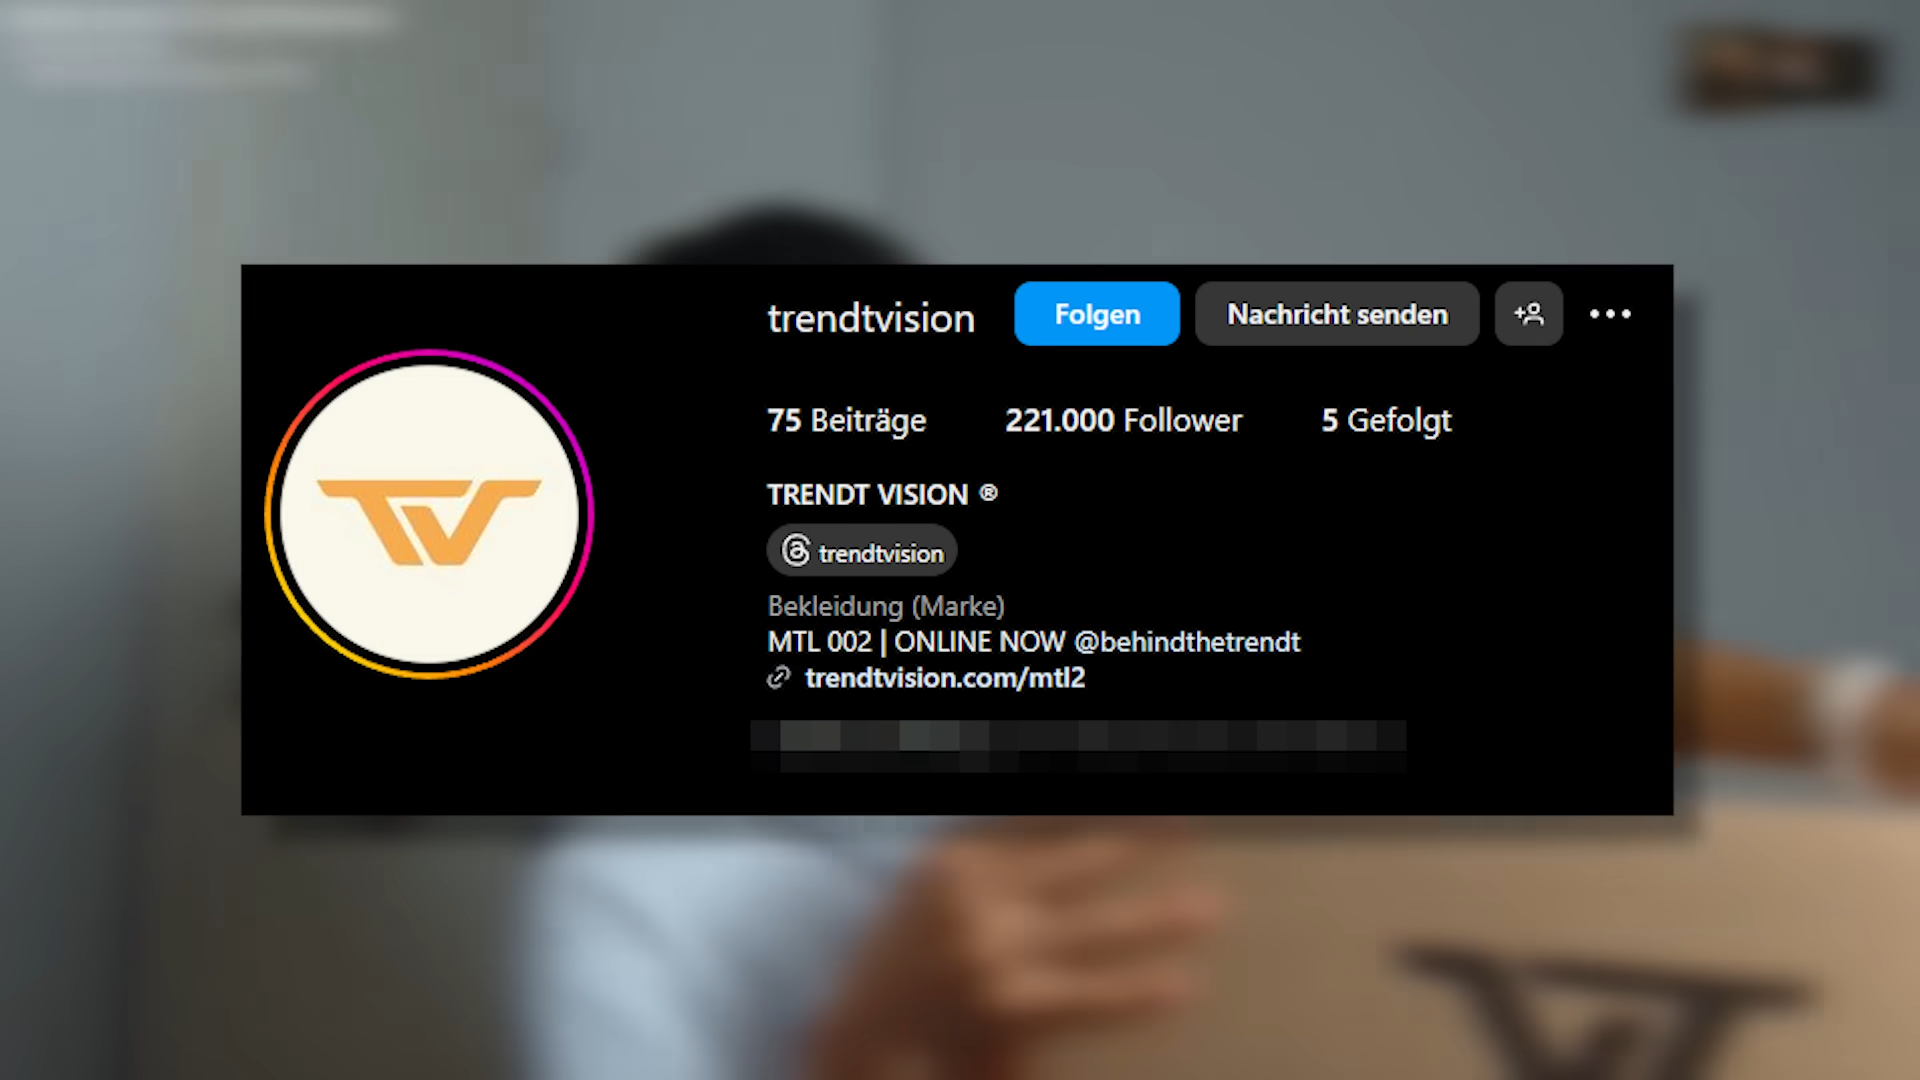 trendtvision Folgen Nachricht senden
75 Beiträge 221.000 Follower 5 Gefolgt
TV
TRENDT VISION ®
trendtvision
Bekleidung (Marke)
MTL 002 | ONLINE NOW @behindthetrendt
trendtvision.com/mtl2